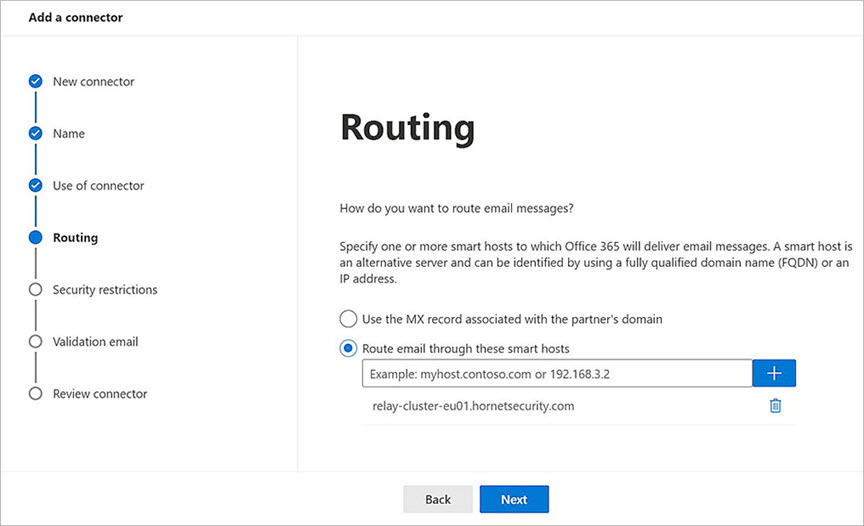 Add a connector
New connector
Name
Use of connector
Routing
Security restrictions
Validation email
Review connector
Routing
How do you want to route email messages?
Specify one or more smart hosts to which Office 365 will deliver email messages. A smart host is
an alternative server and can be identified by using a fully qualified domain name (FQDN) or an
IP address.
Use the MX record associated with the partner's domain
Route email through these smart hosts
Example: myhost.contoso.com or 192.168.3.2
relay-cluster-eu01.hornetsecurity.com
Back
Next